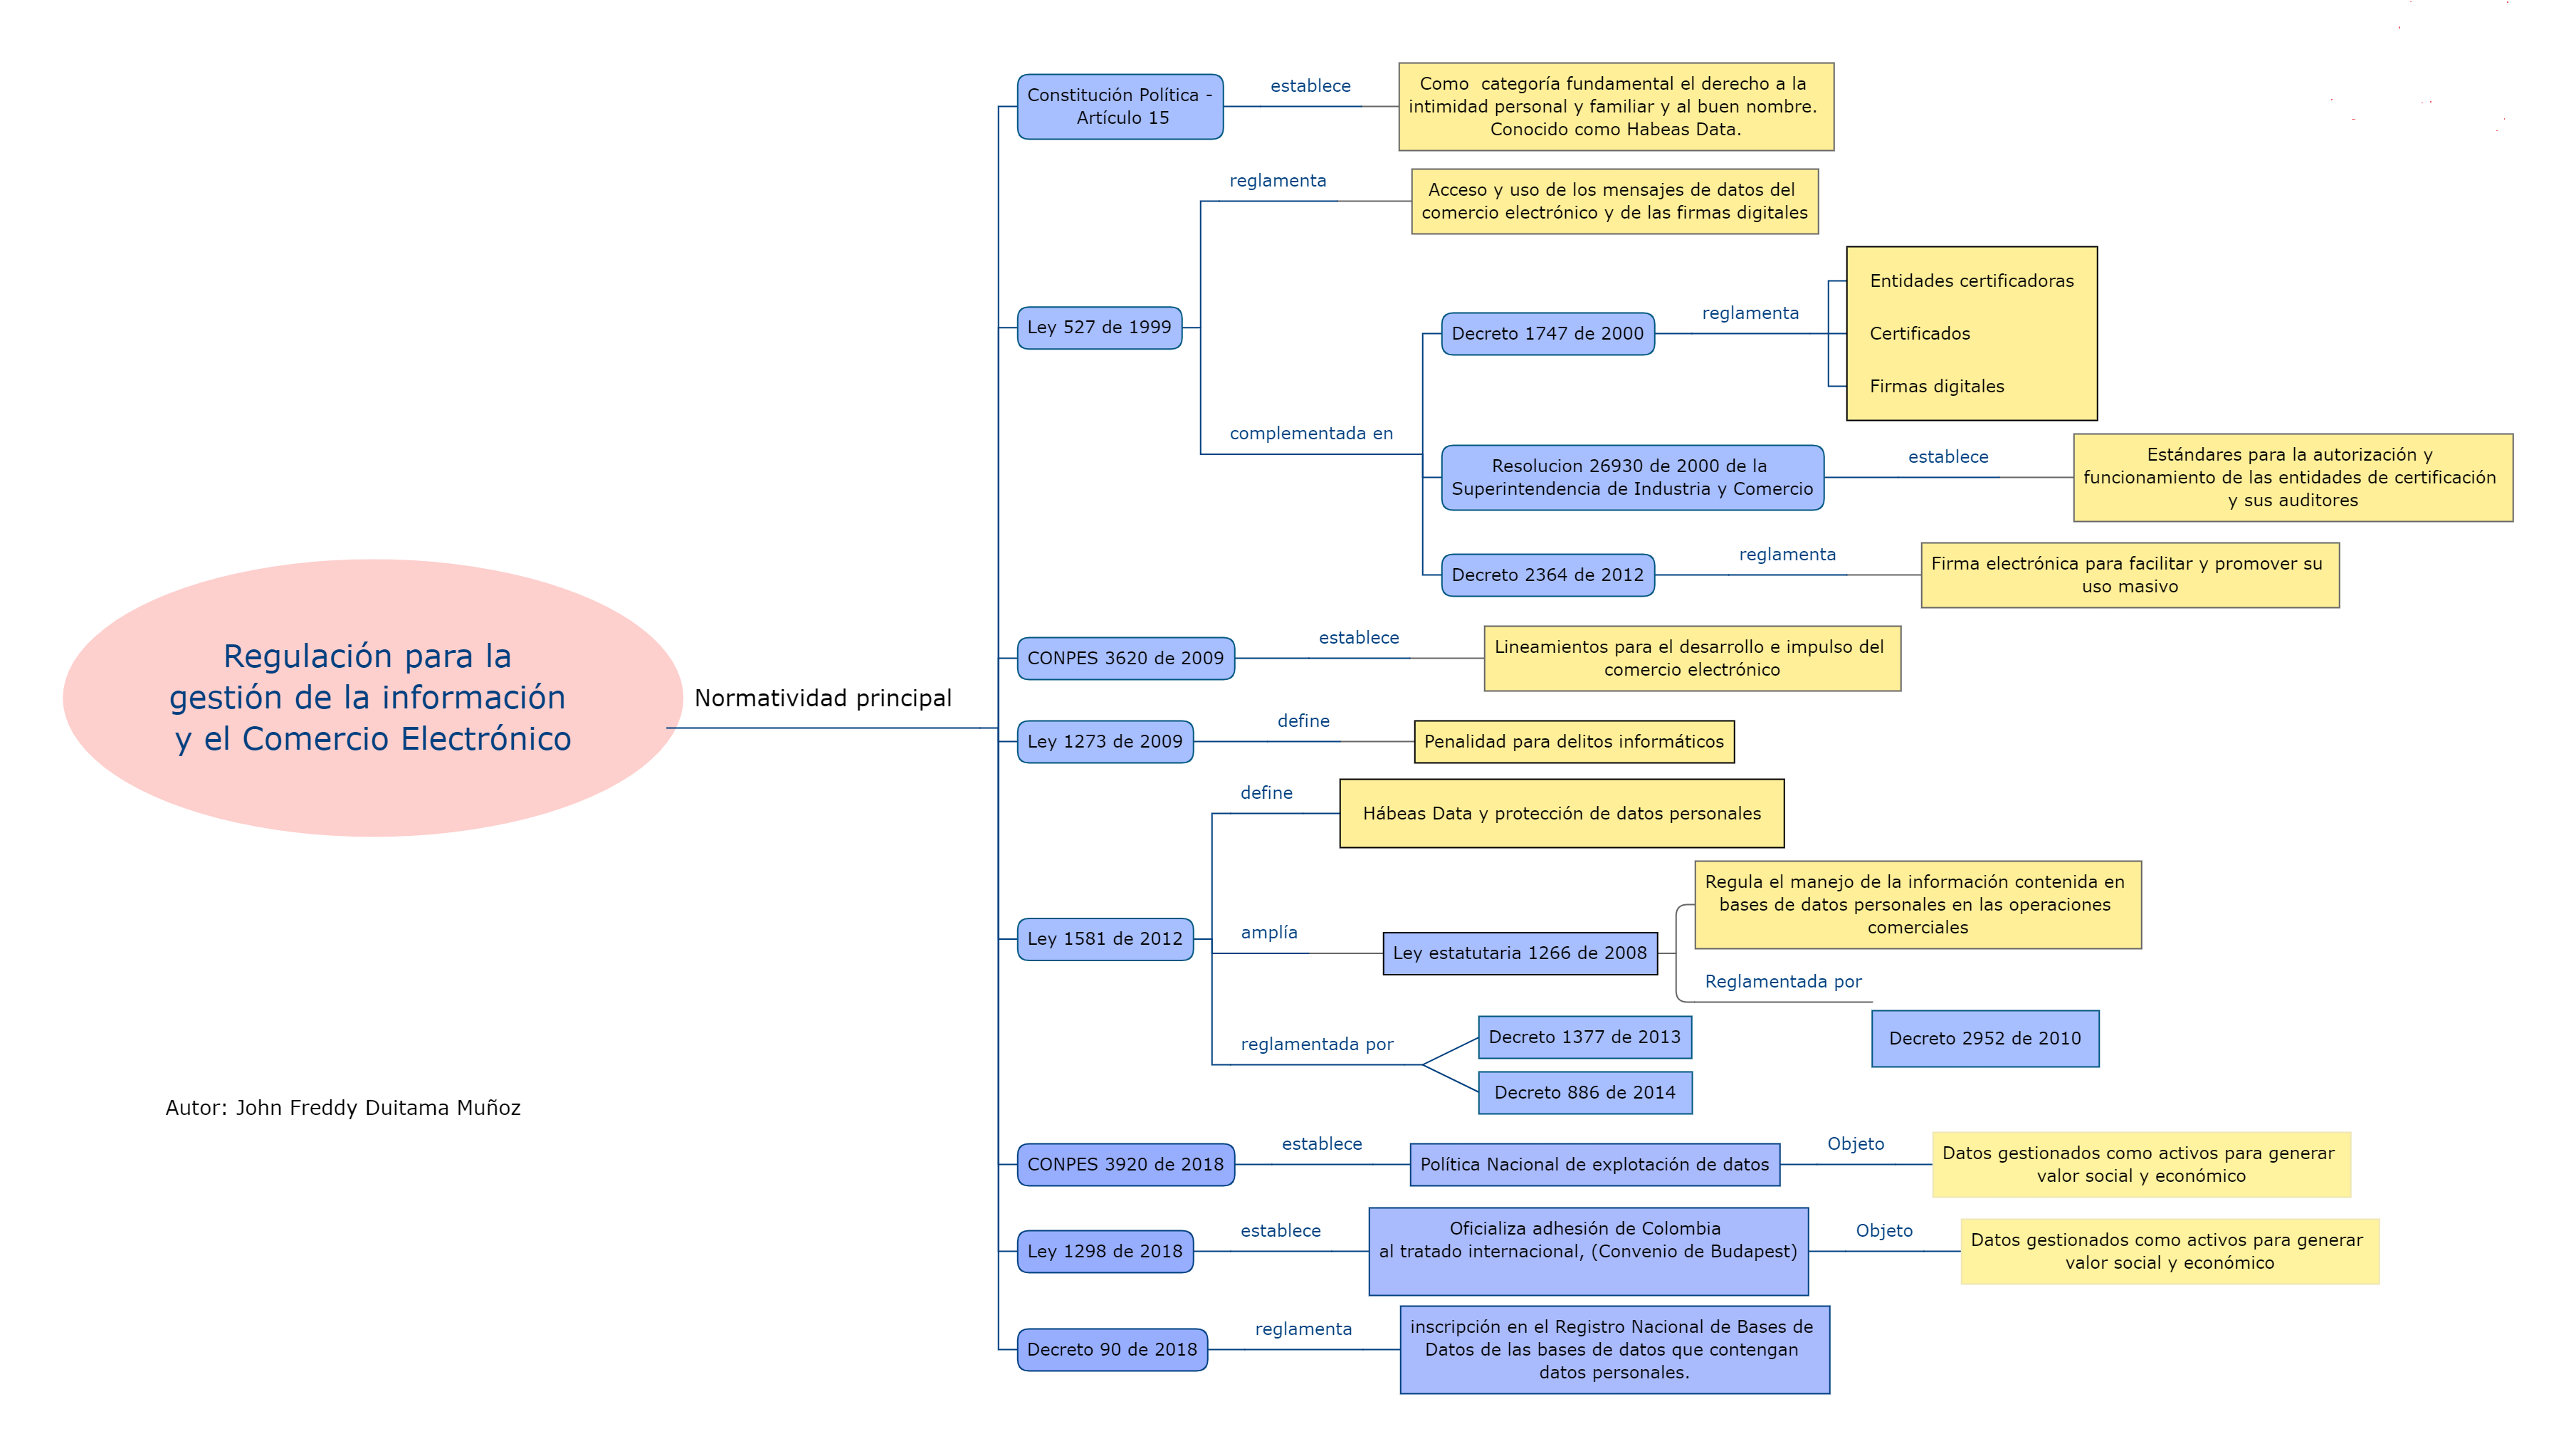 Regulación para la
gestión de la información
y el Comercio Electrónico
Normatividad principal
Constitución Política -
Artículo 15
establece
Como categoría fundamental el derecho a la
intimidad personal y familiar y al buen nombre.
Conocido como Habeas Data.
Ley 527 de 1999
reglamenta
Acceso y uso de los mensajes de datos del
comercio electrónico y de las firmas digitales
complementada en
Decreto 1747 de 2000
reglamenta
Entidades certificadoras
Certificados
Firmas digitales
Resolucion 26930 de 2000 de la
Superintendencia de Industria y Comercio
establece
Estándares para la autorización y
funcionamiento de las entidades de certificación
y sus auditores
Decreto 2364 de 2012
reglamenta
Firma electrónica para facilitar y promover su
uso masivo
CONPES 3620 de 2009
establece
Lineamientos para el desarrollo e impulso del
comercio electrónico
Ley 1273 de 2009
define
Penalidad para delitos informáticos
Ley 1581 de 2012
define
Hábeas Data y protección de datos personales
amplía
Ley estatutaria 1266 de 2008
Regula el manejo de la información contenida en
bases de datos personales en las operaciones
comerciales
Reglamentada por
Decreto 2952 de 2010
reglamentada por
Decreto 1377 de 2013
Decreto 886 de 2014
CONPES 3920 de 2018
establece
Política Nacional de explotación de datos
Objeto
Datos gestionados como activos para generar
valor social y económico
Ley 1298 de 2018
establece
Oficializa adhesión de Colombia
al tratado internacional, (Convenio de Budapest)
Objeto
Datos gestionados como activos para generar
valor social y económico
Decreto 90 de 2018
reglamenta
inscripción en el Registro Nacional de Bases de
Datos de las bases de datos que contengan
datos personales.
Autor: John Freddy Duitama Muñoz